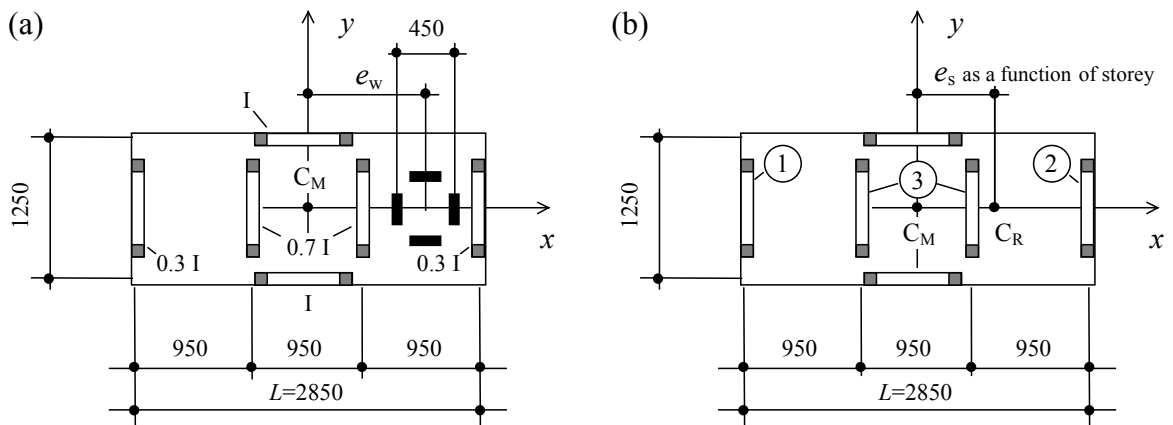 (a)
y
450
e_w
I
1250
C_M
x
0.3 I
0.7 I
0.3 I
I
950
950
950
L=2850
(b)
y
e_s as a function of storey
1
3
2
1250
C_M
C_R
x
950
950
950
L=2850